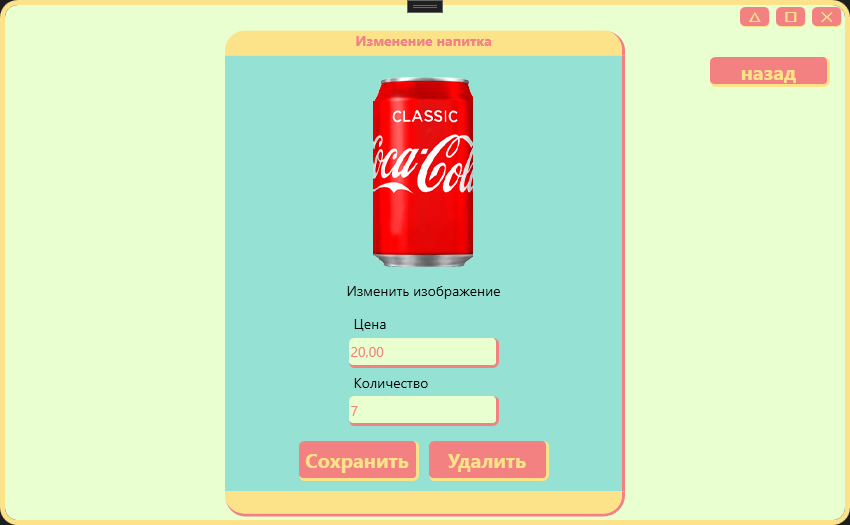 Изменение напитка
назад
CLASSIC
Coca-Cola
Изменить изображение
Цена
20,00
Количество
7
Сохранить
Удалить